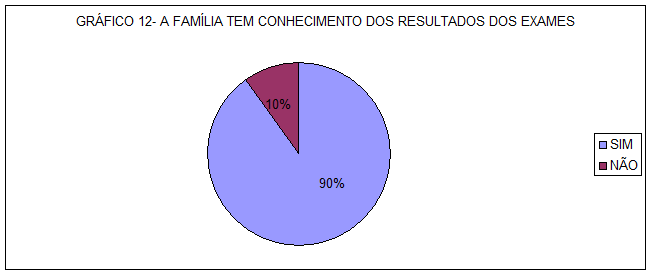 GRÁFICO 12- A FAMÍLIA TEM CONHECIMENTO DOS RESULTADOS DOS EXAMES
10%
90%
SIM
NÃO